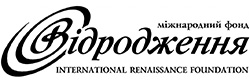 міжнародний фонд
Відродження
INTERNATIONAL RENAISSANCE FOUNDATION